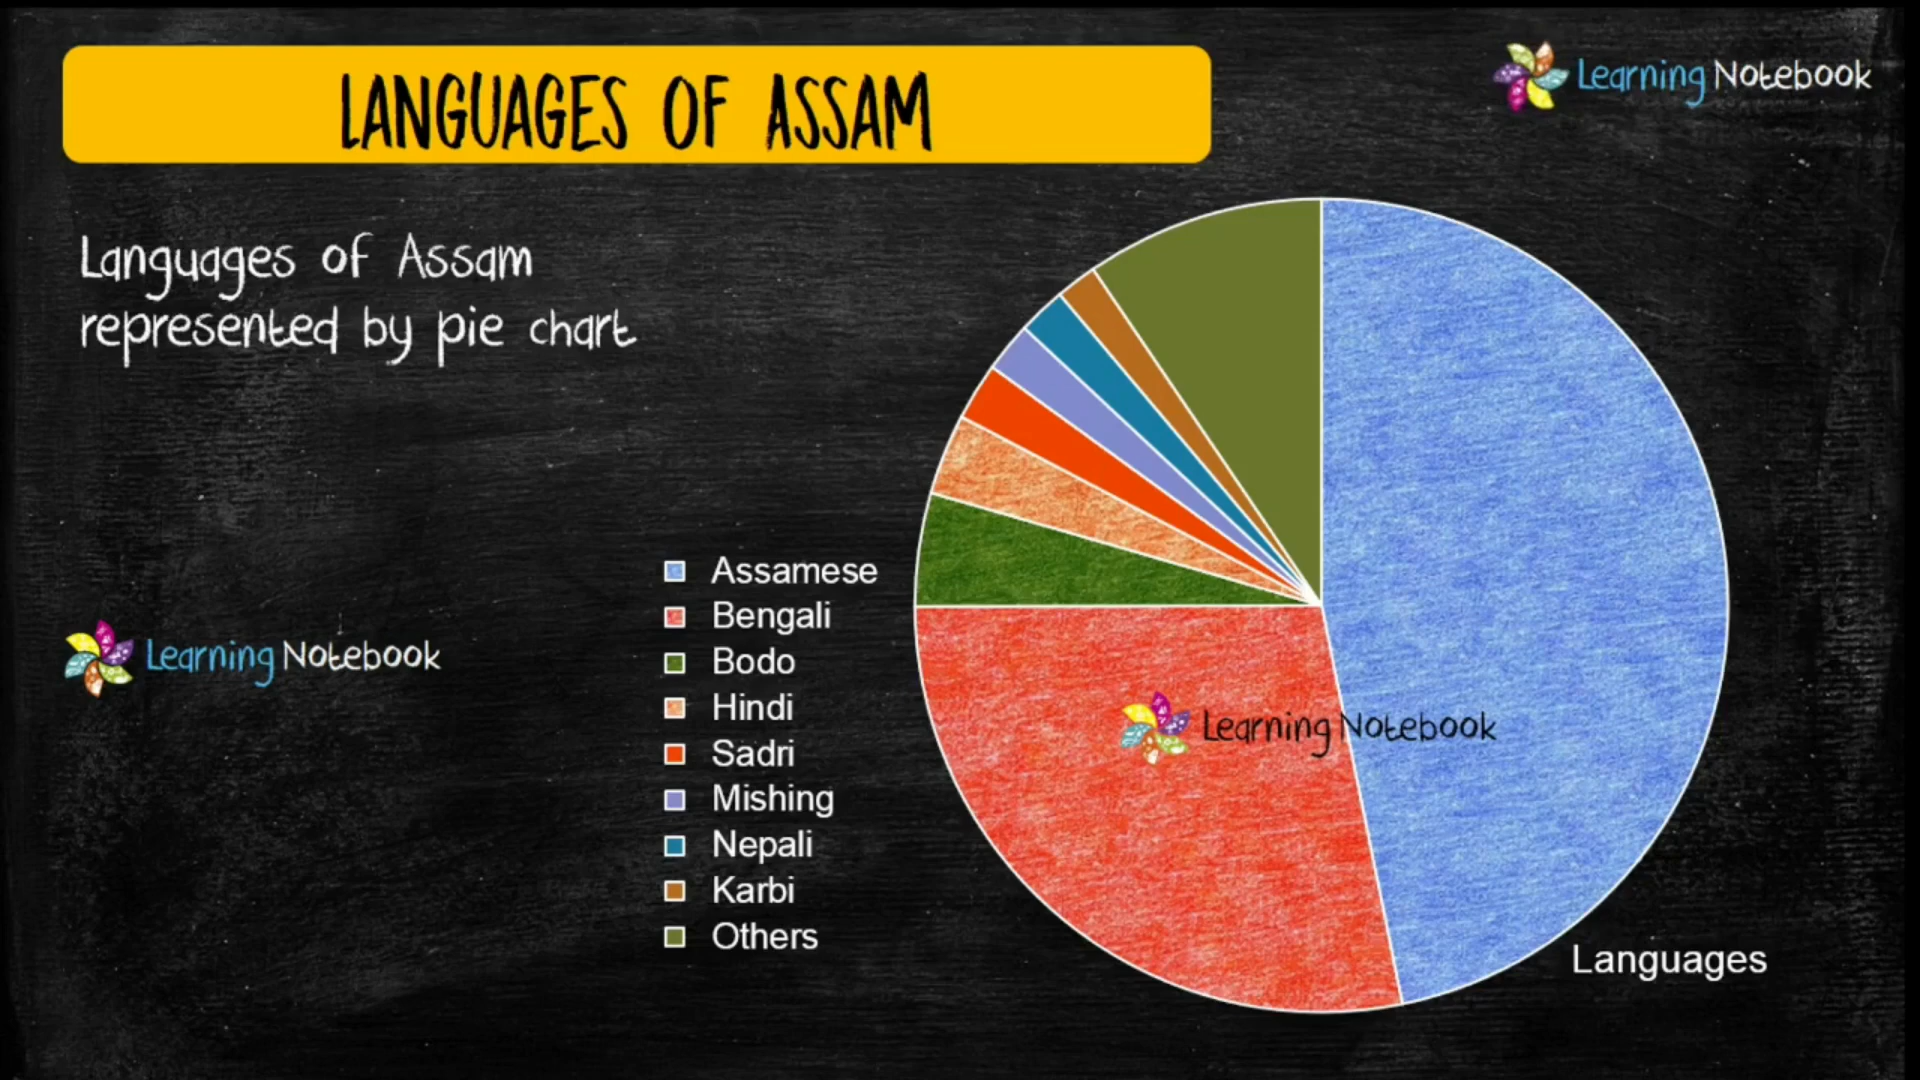 LANGUAGES OF ASSAM
Learning Notebook
Languages of Assam
represented by pie chart
Assamese
Bengali
Bodo
Hindi
Sadri
Mishing
Nepali
Karbi
Others
Learning Notebook
Learning Notebook
Languages